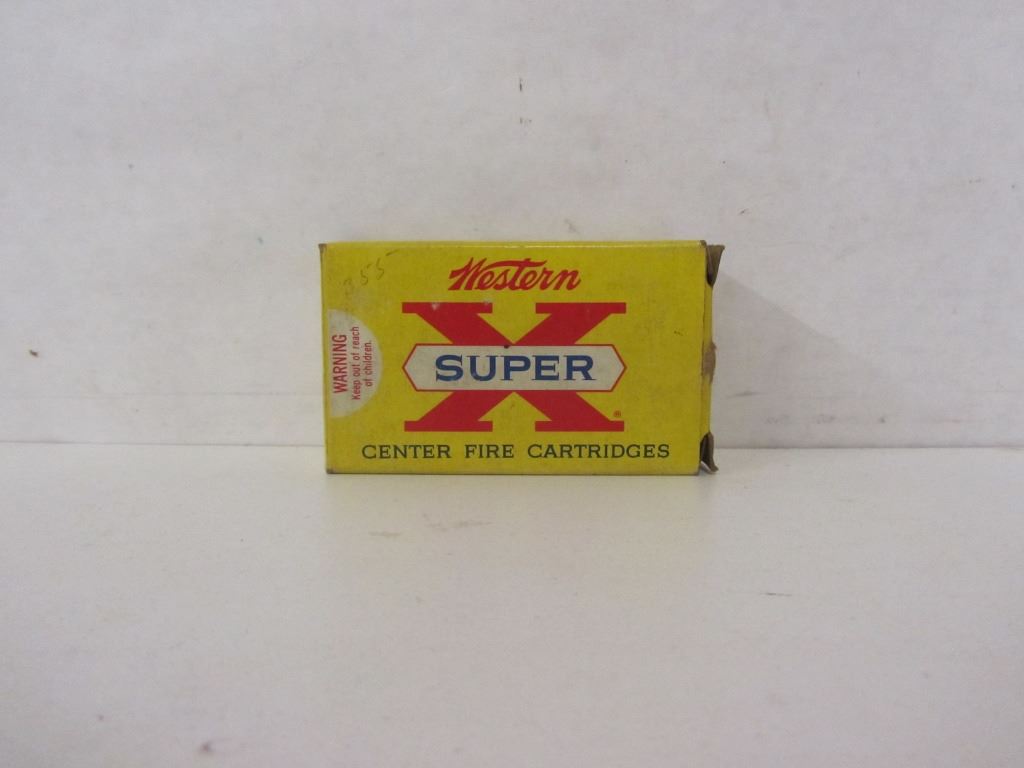 Western
X
SUPER
®
CENTER FIRE CARTRIDGES
WARNING
Keep out of reach
of children.